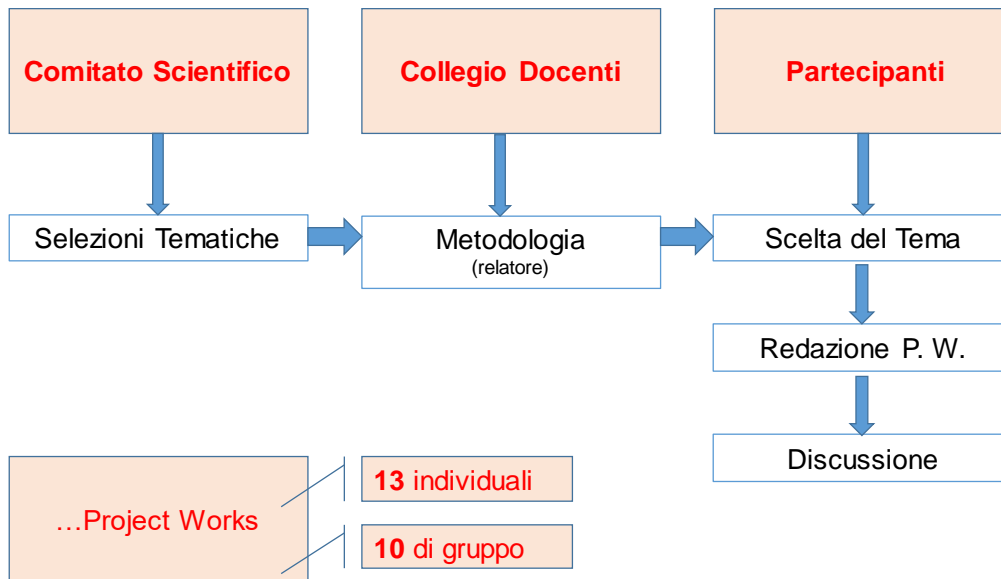 Comitato Scientifico
Collegio Docenti
Partecipanti
Selezioni Tematiche
Metodologia
(relatore)
Scelta del Tema
Redazione P. W.
Discussione
…Project Works
13 individuali
10 di gruppo